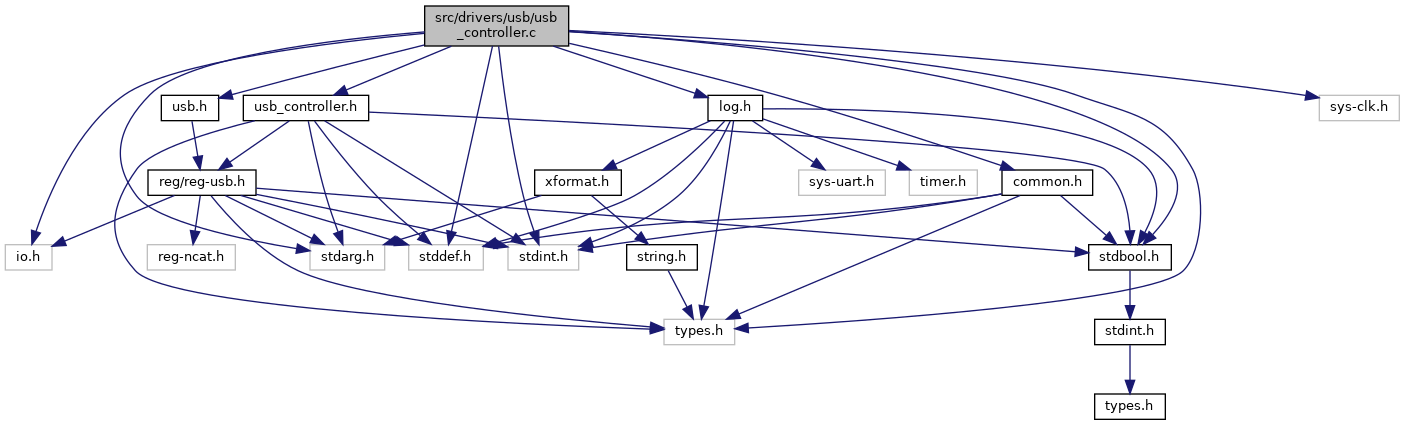 src/drivers/usb/usb
_controller.c
usb.h
usb_controller.h
log.h
sys-clk.h
reg/reg-usb.h
xformat.h
sys-uart.h
timer.h
common.h
io.h
reg-ncat.h
stdarg.h
stddef.h
stdint.h
string.h
stdbool.h
types.h
stdint.h
types.h